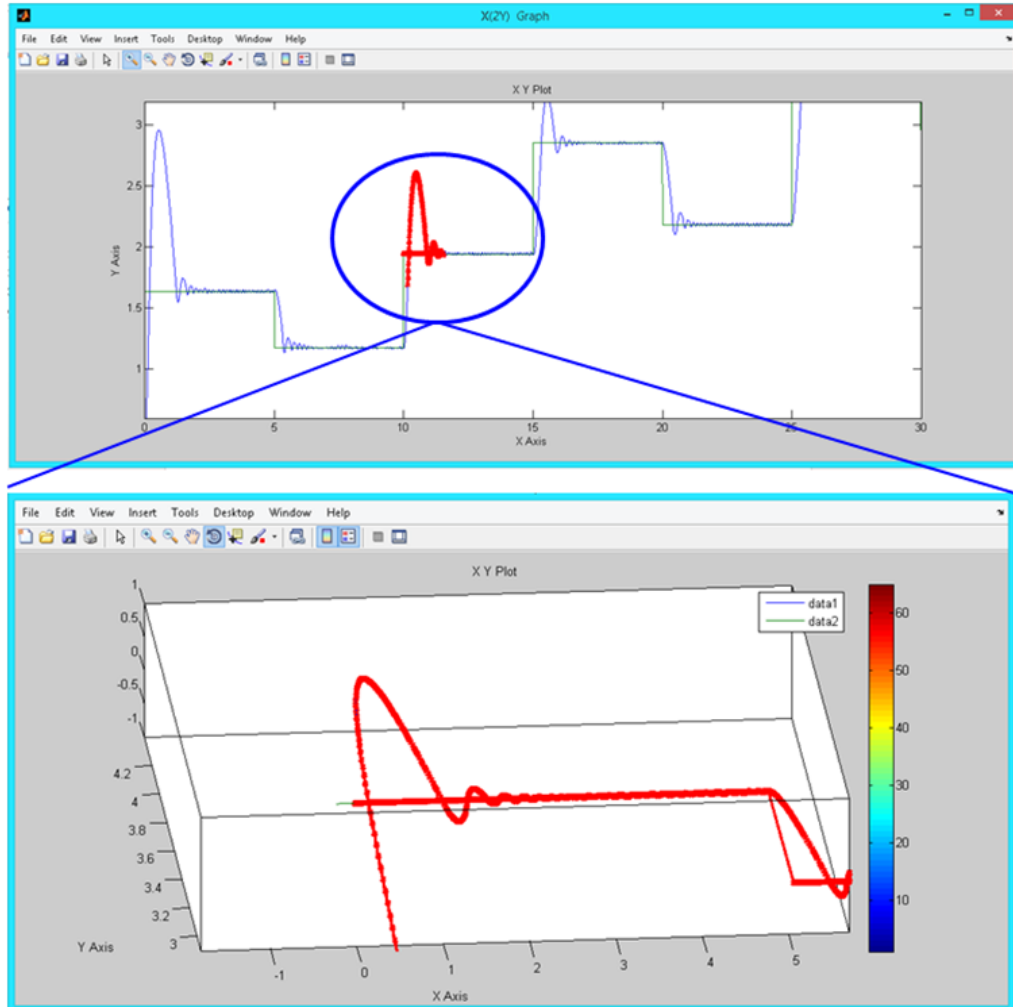 X(2Y) Graph
File Edit View Insert Tools Desktop Window Help
X Y Plot
3
2.5
2
1.5
1
Y Axis
0 5 10 15 20 25 30
X Axis
File Edit View Insert Tools Desktop Window Help
X Y Plot
1
0.5
0
-0.5
-1
data1
data2
60
50
40
30
20
10
4.2
4
3.8
3.6
3.4
3.2
3
Y Axis
-1 0 1 2 3 4 5
X Axis